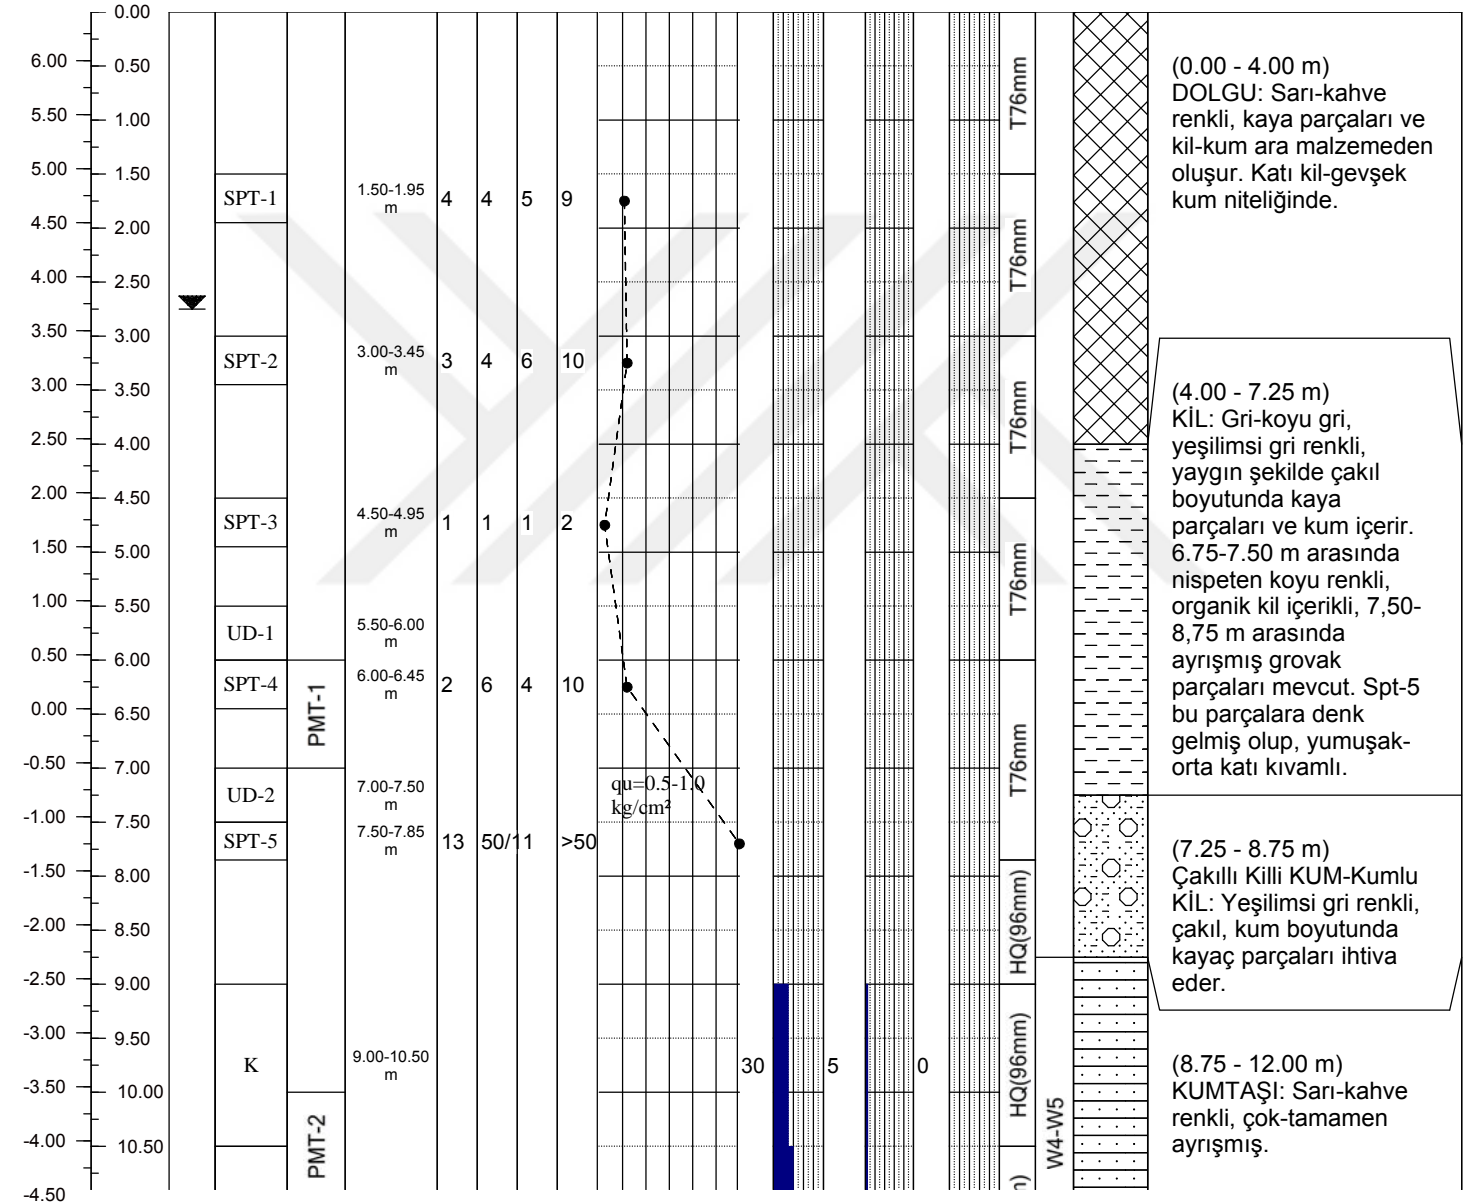 0.00
6.00
0.50
5.50
1.00
5.00
1.50
4.50
2.00
4.00
2.50
3.50
3.00
3.00
3.50
2.50
4.00
2.00
4.50
1.50
5.00
1.00
5.50
0.50
6.00
0.00
6.50
-0.50
7.00
-1.00
7.50
-1.50
8.00
-2.00
8.50
-2.50
9.00
-3.00
9.50
-3.50
10.00
-4.00
10.50
-4.50
SPT-1 1.50-1.95 m 4 4 5 9
SPT-2 3.00-3.45 m 3 4 6 10
SPT-3 4.50-4.95 m 1 1 1 2
UD-1 5.50-6.00 m
SPT-4 6.00-6.45 m 2 6 4 10
PMT-1
UD-2 7.00-7.50 m
qu=0.5-1.0
kg/cm²
SPT-5 7.50-7.85 m 13 50/11 >50
K 9.00-10.50 m 30 5 0
PMT-2
T76mm
T76mm
T76mm
T76mm
T76mm
HQ(96mm)
HQ(96mm)
W4-W5
(0.00 - 4.00 m)
DOLGU: Sarı-kahve
renkli, kaya parçaları ve
kil-kum ara malzemeden
oluşur. Katı kil-gevşek
kum niteliğinde.
(4.00 - 7.25 m)
KİL: Gri-koyu gri,
yeşilimsi gri renkli,
yaygın şekilde çakıl
boyutunda kaya
parçaları ve kum içerir.
6.75-7.50 m arasında
nispeten koyu renkli,
organik kil içerikli, 7,50-
8,75 m arasında
ayrışmış grovak
parçaları mevcut. Spt-5
bu parçalara denk
gelmiş olup, yumuşak-
orta katı kıvamlı.
(7.25 - 8.75 m)
Çakıllı Killi KUM-Kumlu
KİL: Yeşilimsi gri renkli,
çakıl, kum boyutunda
kayaç parçaları ihtiva
eder.
(8.75 - 12.00 m)
KUMTAŞI: Sarı-kahve
renkli, çok-tamamen
ayrışmış.